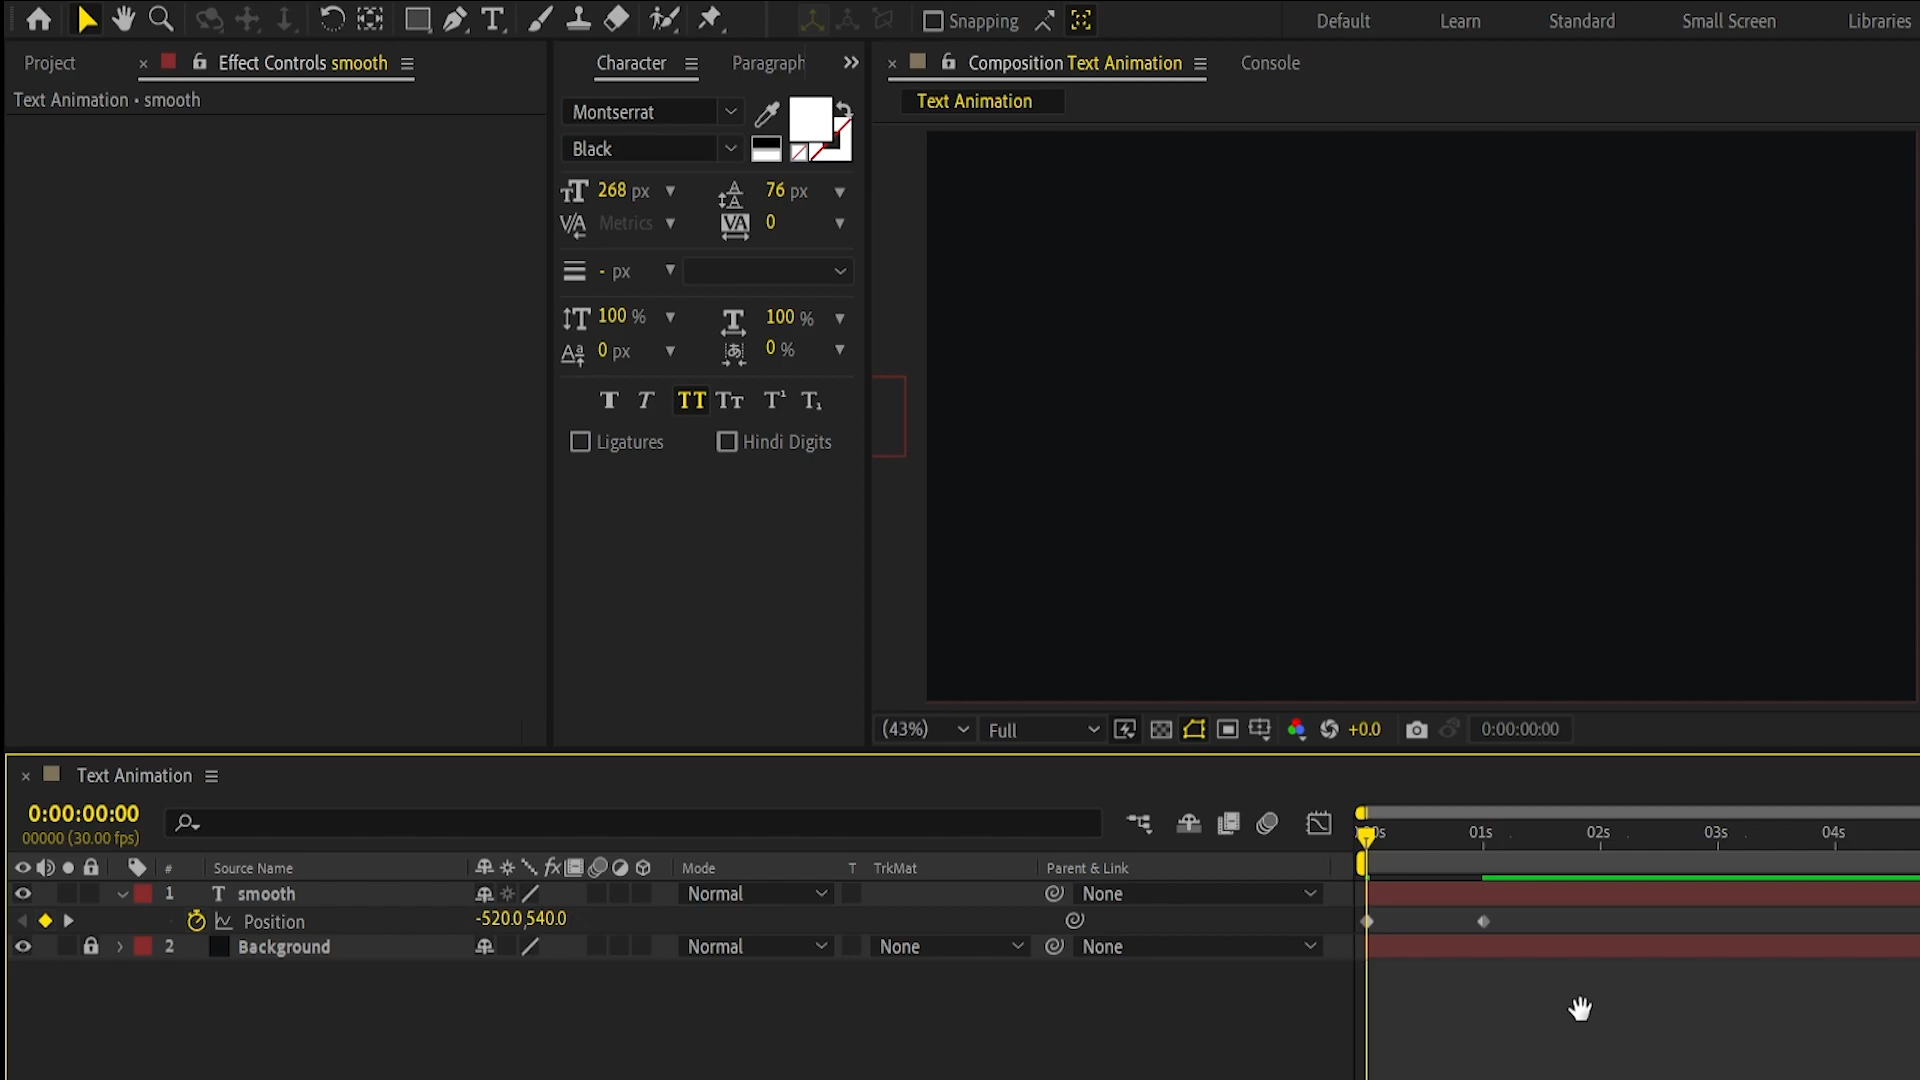 Snapping
Default
Learn
Standard
Small Screen
Libraries
Project
Effect Controls smooth
Character
Paragraph
Composition Text Animation
Console
Text Animation • smooth
Text Animation
Montserrat
Black
268 px
76 px
Metrics
0
- px
100 %
100 %
0 px
0 %
Ligatures
Hindi Digits
(43%)
Full
+0.0
0:00:00:00
Text Animation
0:00:00:00
00000 (30.00 fps)
01s
02s
03s
04s
# Source Name
Mode
T TrkMat
Parent & Link
1 T smooth
Normal
None
Position
-520.0,540.0
2 Background
Normal
None
None